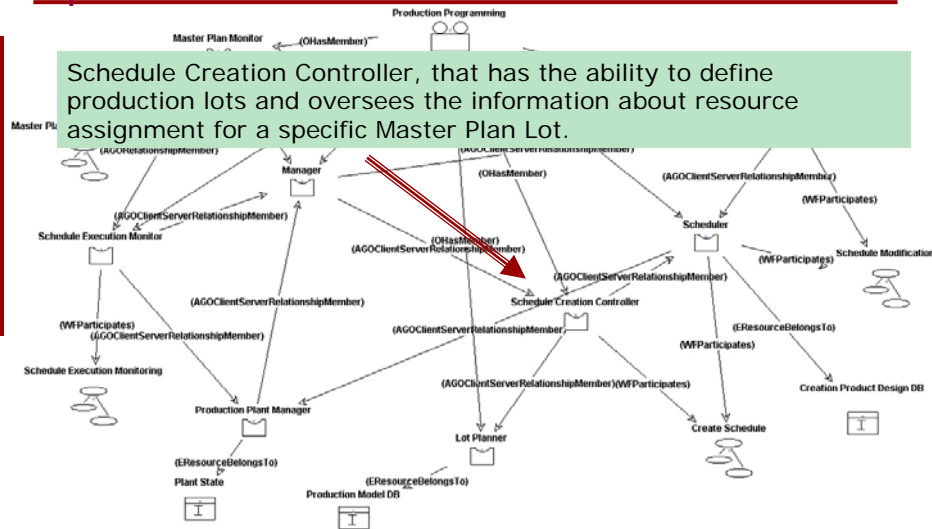 Production Programming
Master Plan Monitor
(OHasMember)
Schedule Creation Controller, that has the ability to define
production lots and oversees the information about resource
assignment for a specific Master Plan Lot.
Master
(AGORelationshipMember)
(AGOClientServerRelationshipMember)
Manager
(OHasMember)
(AGOClientServerRelationshipMember)
(WFParticipates)
(AGOClientServerRelationshipMember)
Scheduler
Schedule Execution Monitor
(OHasMember)
(AGOClientServerRelationshipMember)
(WFParticipates)
Schedule Modification
(AGOClientServerRelationshipMember)
(AGOClientServerRelationshipMember)
Schedule Creation Controller
(WFParticipates)
(AGOClientServerRelationshipMember)
(AGOClientServerRelationshipMember)
(EResourceBelongsTo)
(WFParticipates)
Schedule Execution Monitoring
(AGOClientServerRelationshipMember)(WFParticipates)
Creation Product Design DB
Production Plant Manager
I
Lot Planner
Create Schedule
(EResourceBelongsTo)
Plant State
(EResourceBelongsTo)
Production Model DB
I
I